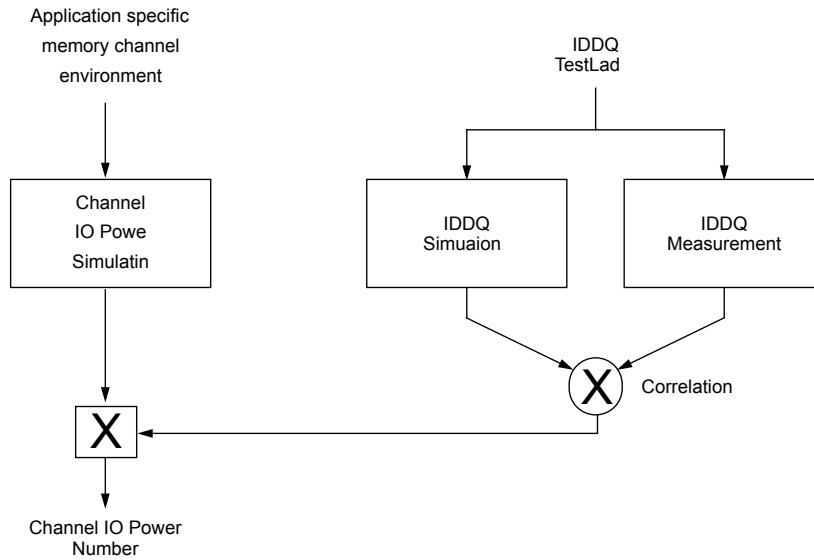 Application specific
memory channel
environment
IDDQ
TestLad
Channel
IO Powe
Simulatin
IDDQ
Simuaion
IDDQ
Measurement
X
Correlation
X
Channel IO Power
Number